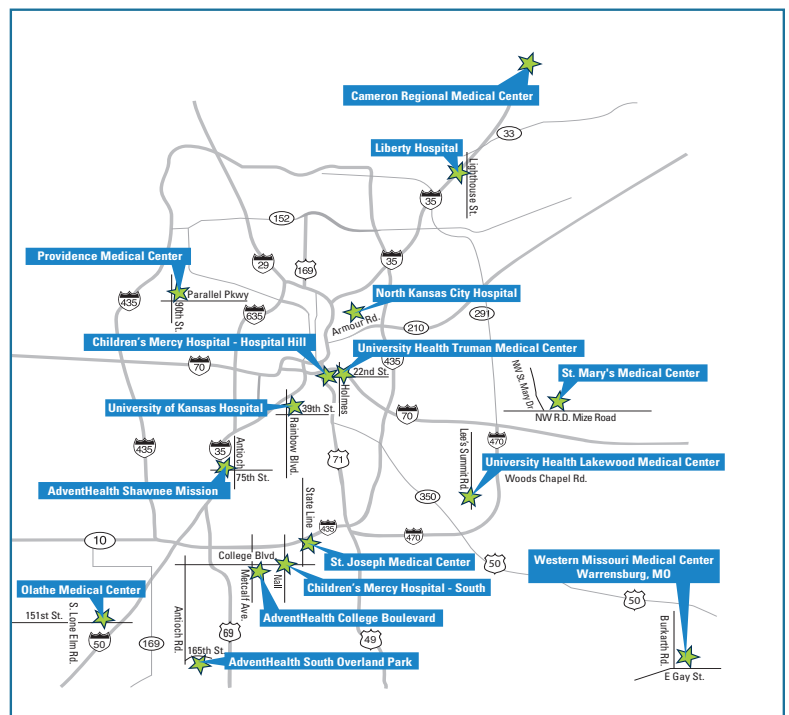 Cameron Regional Medical Center
33
Liberty Hospital
Lighthouse St.
35
152
29
169
35
Providence Medical Center
Parallel Pkwy
90th St.
435
635
North Kansas City Hospital
Armour Rd.
210
291
Children's Mercy Hospital - Hospital Hill
University Health Truman Medical Center
435
70
22nd St.
Holmes
NW St. Mary Dr
St. Mary's Medical Center
NW R.D. Mize Road
University of Kansas Hospital
39th St.
Rainbow Blvd.
70
435
35
Antioch
75th St.
71
Lee's Summit Rd.
470
University Health Lakewood Medical Center
Woods Chapel Rd.
AdventHealth Shawnee Mission
350
State Line
435
10
470
College Blvd.
St. Joseph Medical Center
50
Western Missouri Medical Center
Warrensburg, MO
Metcalf Ave.
Nall
Children's Mercy Hospital - South
Olathe Medical Center
AdventHealth College Boulevard
50
151st St.
S. Lone Elm Rd.
50
169
Antioch Rd.
69
49
Burkarth Rd.
165th St.
AdventHealth South Overland Park
E Gay St.